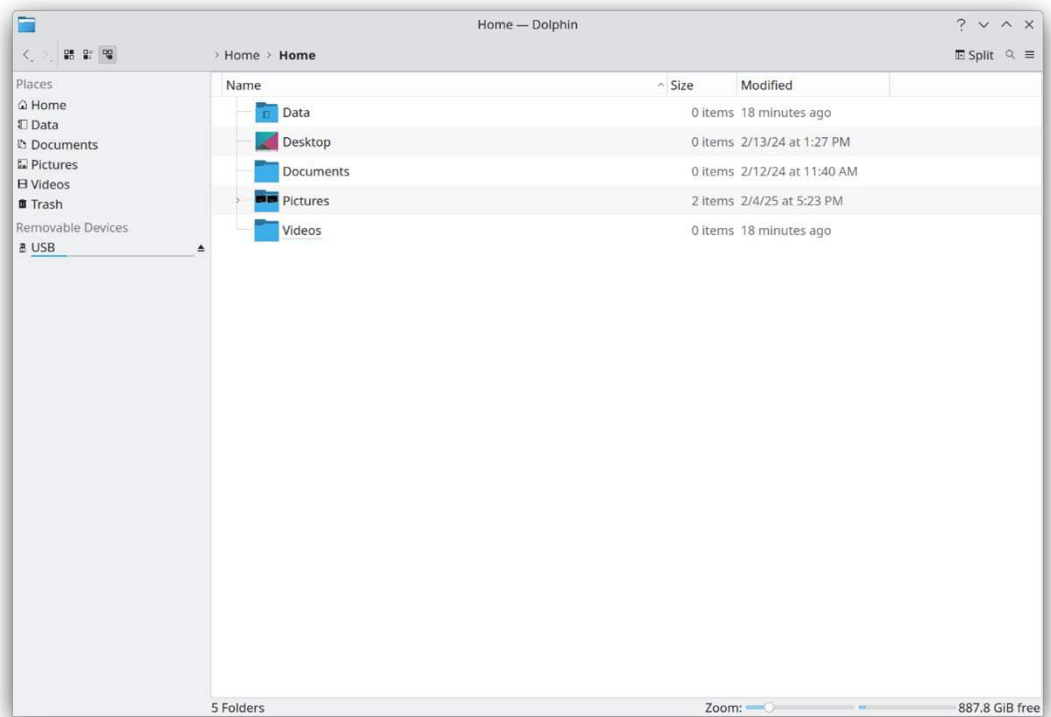 Home — Dolphin
Home > Home
Split
Places
Home
Data
Documents
Pictures
Videos
Trash
Removable Devices
USB
Name Size Modified
Data 0 items 18 minutes ago
Desktop 0 items 2/13/24 at 1:27 PM
Documents 0 items 2/12/24 at 11:40 AM
Pictures 2 items 2/4/25 at 5:23 PM
Videos 0 items 18 minutes ago
5 Folders Zoom: 887.8 GiB free